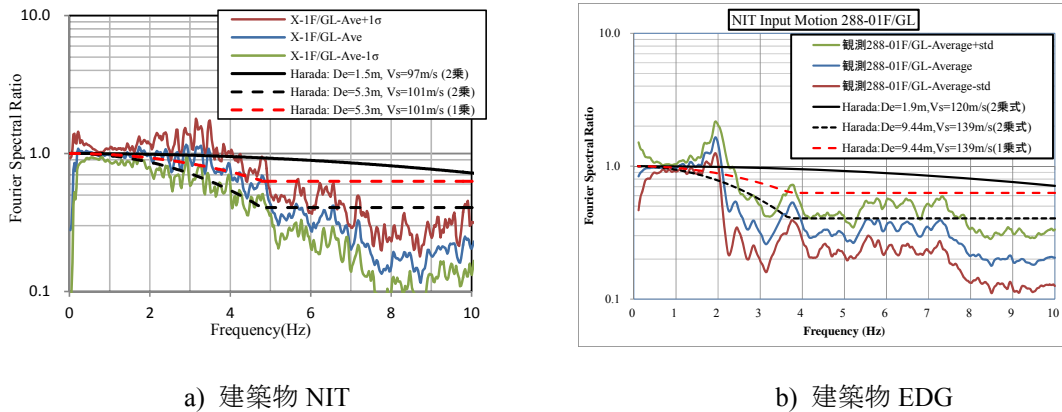 10.0
1.0
0.1
Fourier Spectral Ratio
X-1F/GL-Ave+1σ
X-1F/GL-Ave
X-1F/GL-Ave-1σ
Harada: De=1.5m, Vs=97m/s (2乗)
Harada: De=5.3m, Vs=101m/s (2乗)
Harada: De=5.3m, Vs=101m/s (1乗)
0 2 4 6 8 10
Frequency(Hz)
NIT Input Motion 288-01F/GL
10.0
1.0
0.1
Fourier Spectral Ratio
観測288-01F/GL-Average+std
観測288-01F/GL-Average
観測288-01F/GL-Average-std
Harada:De=1.9m,Vs=120m/s(2乗式)
Harada:De=9.44m,Vs=139m/s(2乗式)
Harada:De=9.44m,Vs=139m/s(1乗式)
0 1 2 3 4 5 6 7 8 9 10
Frequency (Hz)
a) 建築物 NIT
b) 建築物 EDG